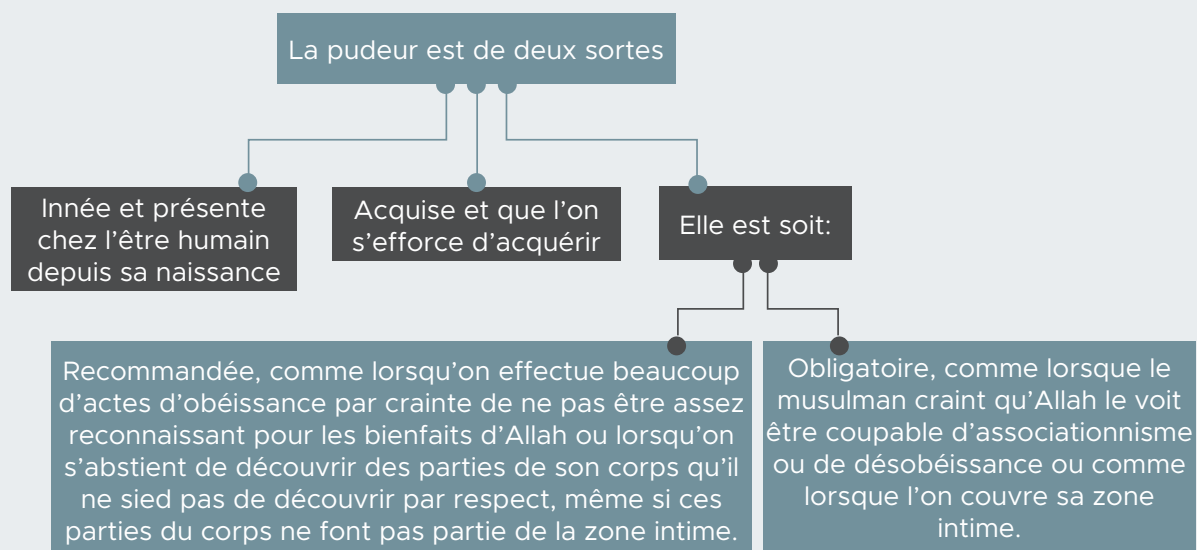 La pudeur est de deux sortes
Innée et présente
chez l'être humain
depuis sa naissance
Acquise et que l'on
s'efforce d'acquérir
Elle est soit:
Recommandée, comme lorsqu'on effectue beaucoup
d'actes d'obéissance par crainte de ne pas être assez
reconnaissant pour les bienfaits d'Allah ou lorsqu'on
s'abstient de découvrir des parties de son corps qu'il
ne sied pas de découvrir par respect, même si ces
parties du corps ne font pas partie de la zone intime.
Obligatoire, comme lorsque le
musulman craint qu'Allah le voit
être coupable d'associationnisme
ou de désobéissance ou comme
lorsque l'on couvre sa zone
intime.